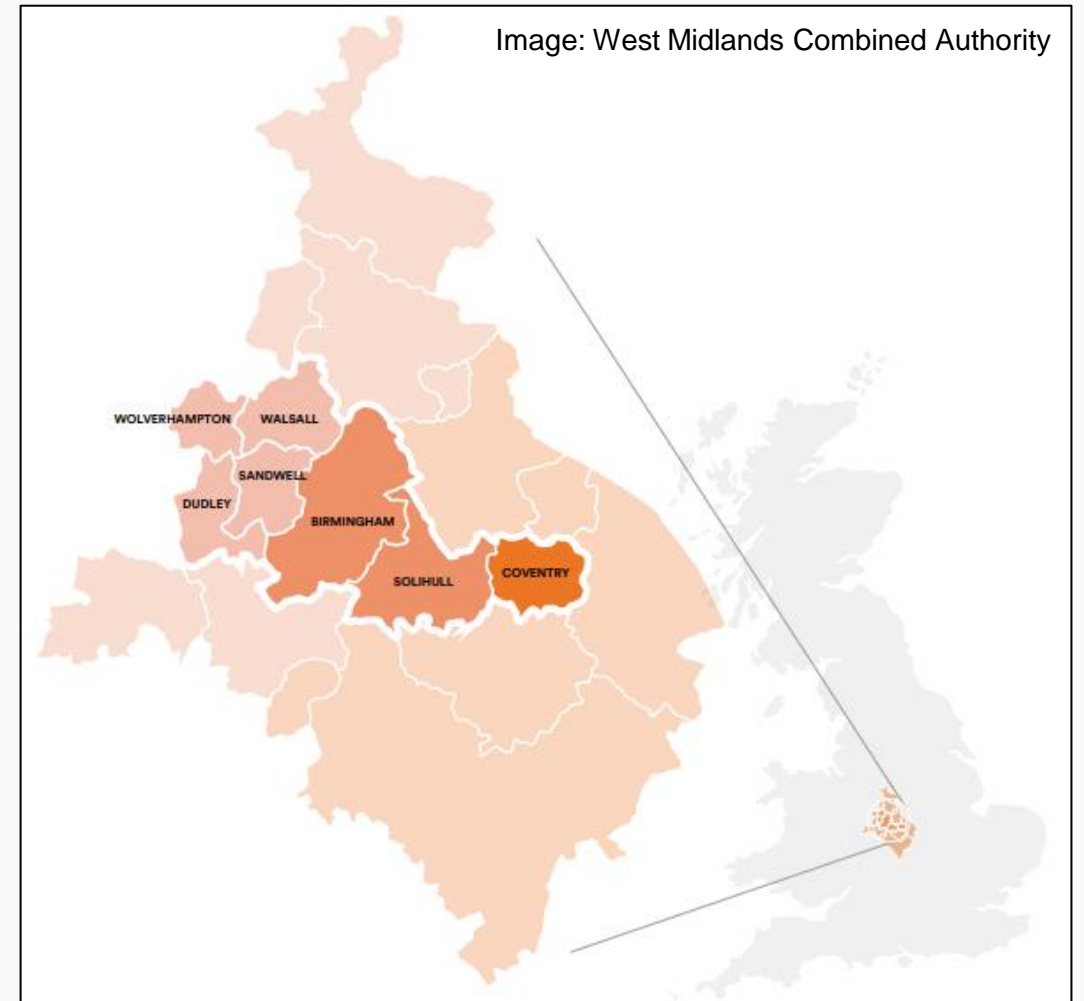 Image: West Midlands Combined Authority
WOLVERHAMPTON
WALSALL
SANDWELL
DUDLEY
BIRMINGHAM
SOLIHULL
COVENTRY